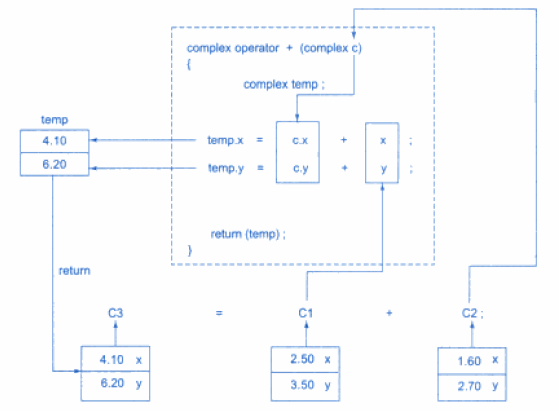 complex operator + (complex c)
{
complex temp ;
temp
4.10
6.20
temp.x = c.x + x ;
temp.y = c.y + y ;
return (temp) ;
}
return
C3 = C1 + C2 ;
4.10 x
6.20 y
2.50 x
3.50 y
1.60 x
2.70 y